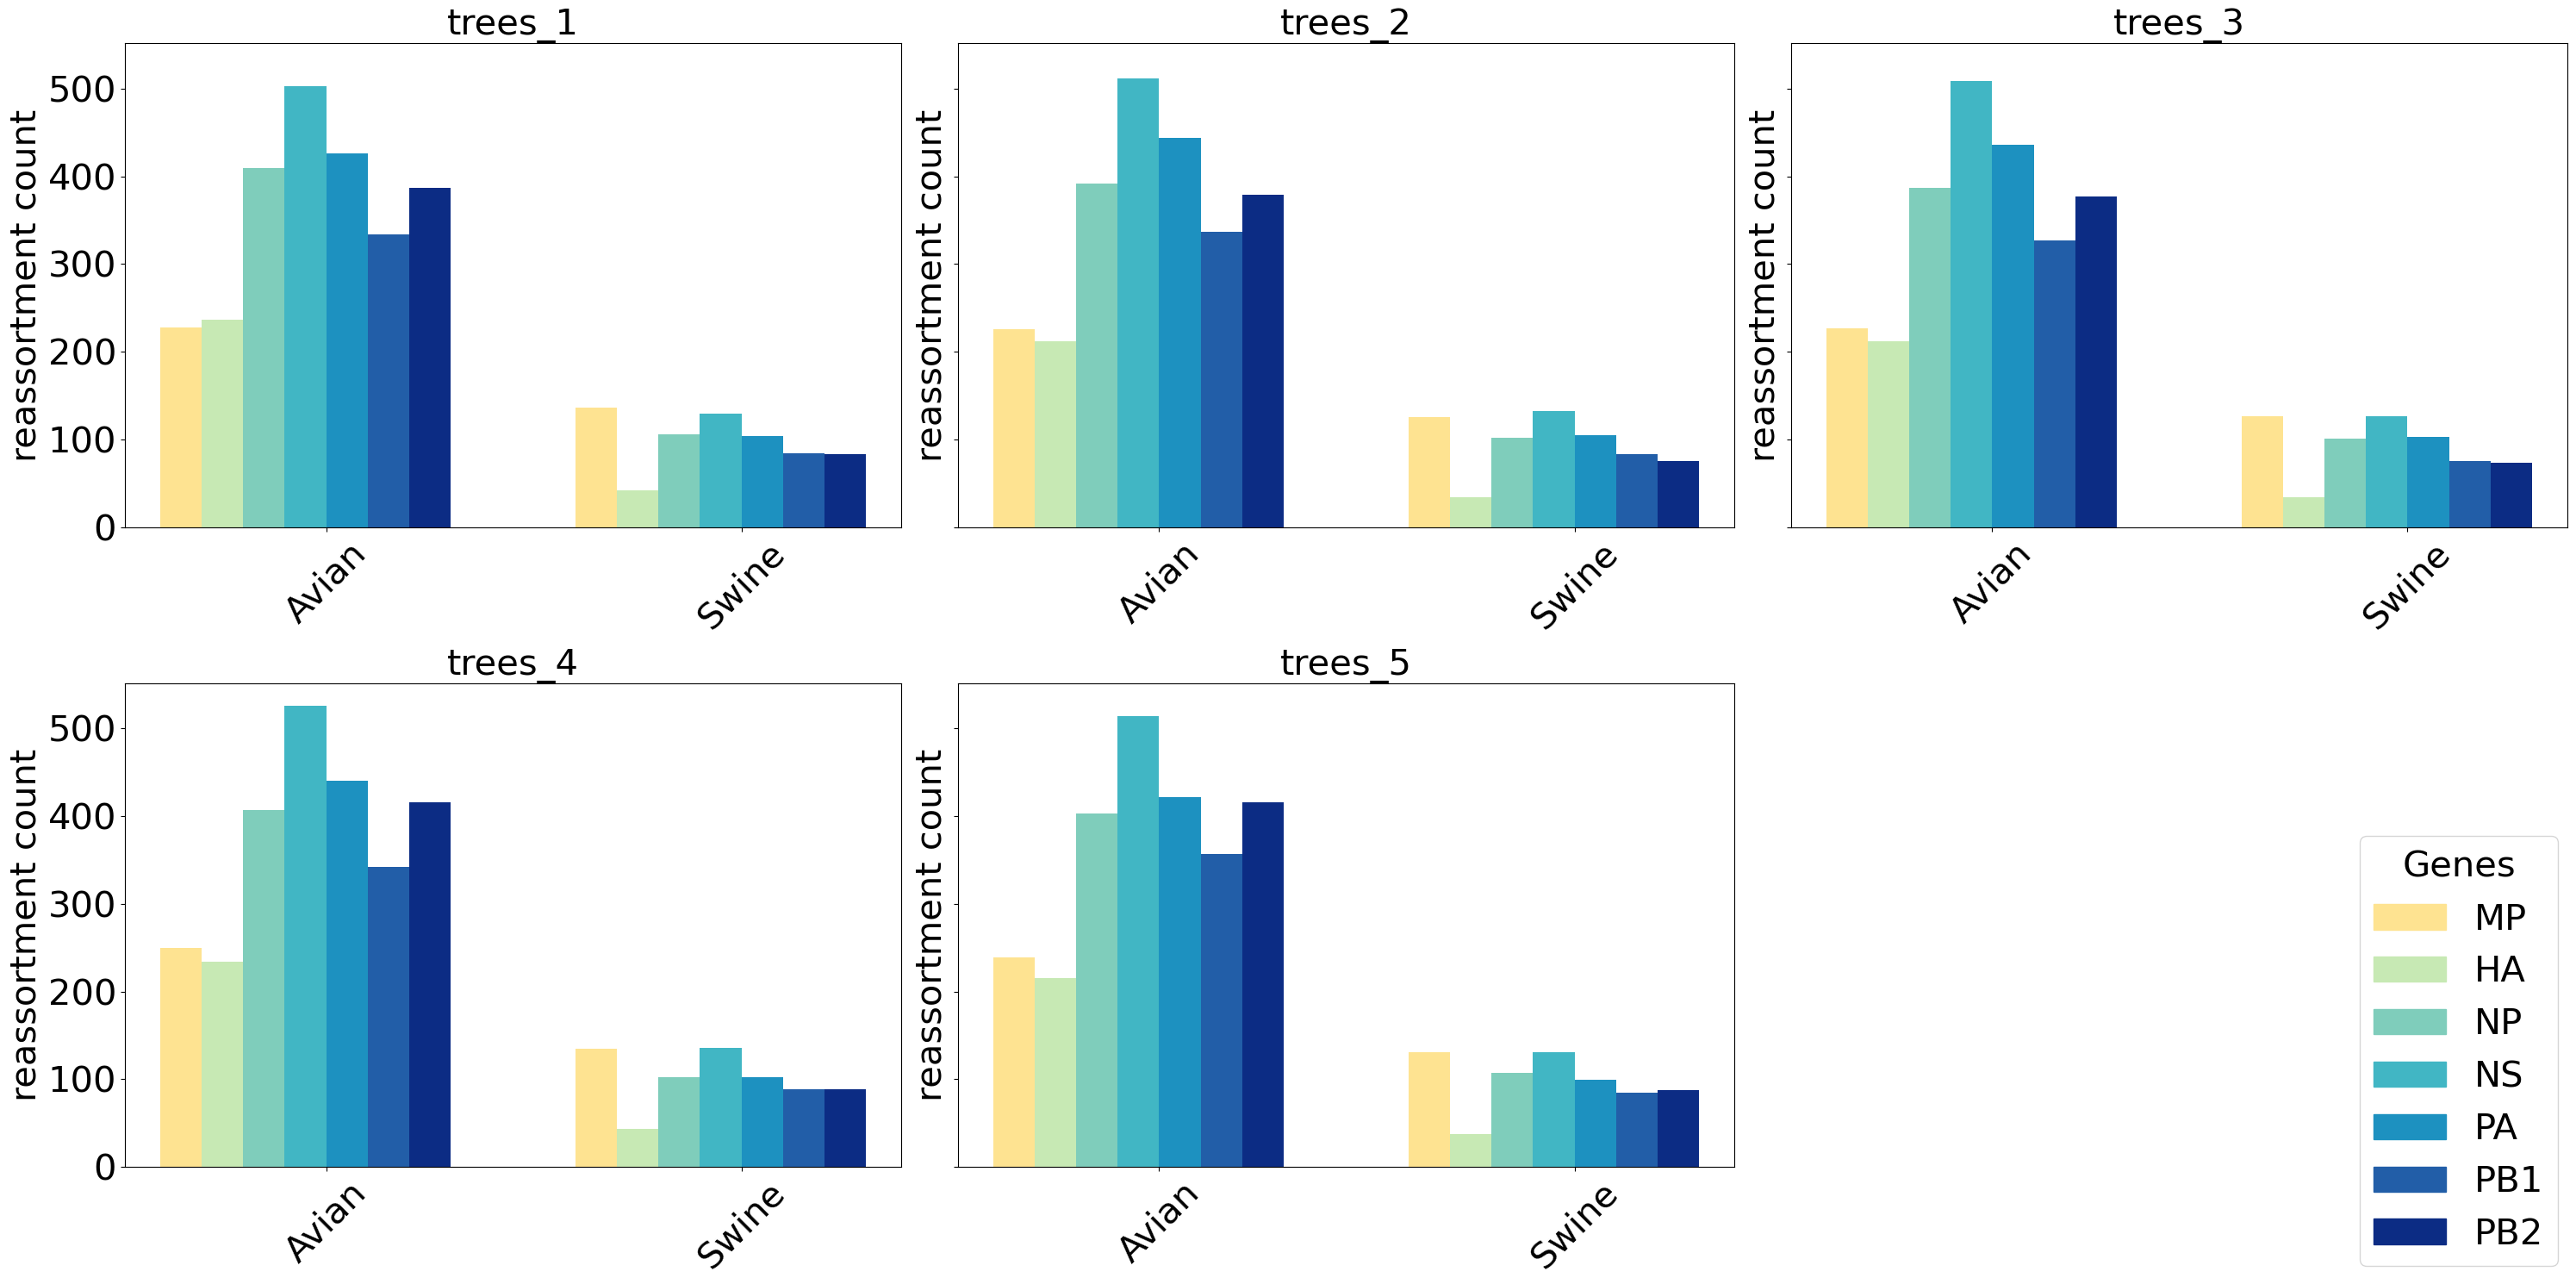 trees_1
trees_2
trees_3
reassortment count
500
400
300
200
100
0
Avian
Swine
reassortment count
Avian
Swine
reassortment count
Avian
Swine
trees_4
trees_5
reassortment count
500
400
300
200
100
0
Avian
Swine
reassortment count
Avian
Swine
Genes
MP
HA
NP
NS
PA
PB1
PB2